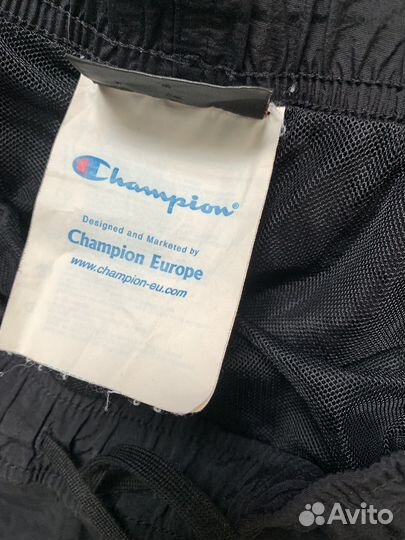 Champion®
Designed and Marketed by
Champion Europe
www.champion-eu.com
Avito